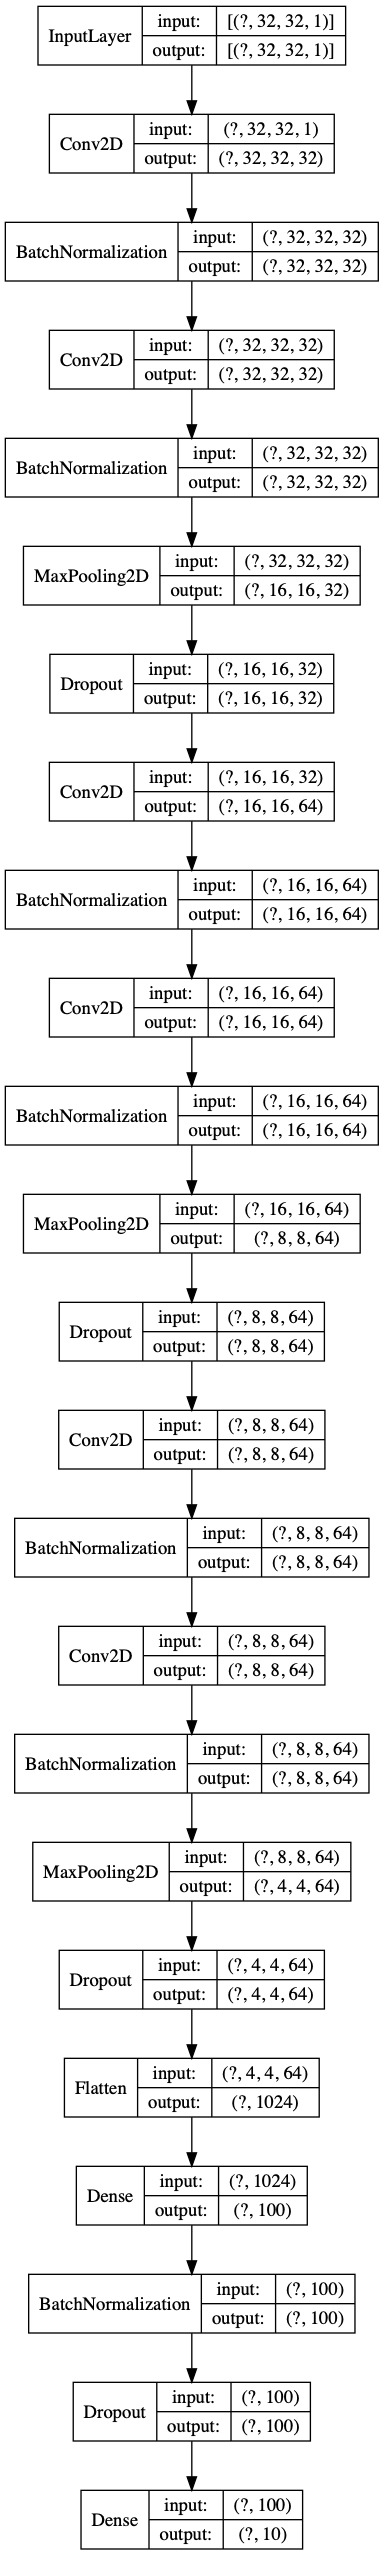 InputLayer input: [(?, 32, 32, 1)]
output: [(?, 32, 32, 1)]
Conv2D input: (?, 32, 32, 1)
output: (?, 32, 32, 32)
BatchNormalization input: (?, 32, 32, 32)
output: (?, 32, 32, 32)
Conv2D input: (?, 32, 32, 32)
output: (?, 32, 32, 32)
BatchNormalization input: (?, 32, 32, 32)
output: (?, 32, 32, 32)
MaxPooling2D input: (?, 32, 32, 32)
output: (?, 16, 16, 32)
Dropout input: (?, 16, 16, 32)
output: (?, 16, 16, 32)
Conv2D input: (?, 16, 16, 32)
output: (?, 16, 16, 64)
BatchNormalization input: (?, 16, 16, 64)
output: (?, 16, 16, 64)
Conv2D input: (?, 16, 16, 64)
output: (?, 16, 16, 64)
BatchNormalization input: (?, 16, 16, 64)
output: (?, 16, 16, 64)
MaxPooling2D input: (?, 16, 16, 64)
output: (?, 8, 8, 64)
Dropout input: (?, 8, 8, 64)
output: (?, 8, 8, 64)
Conv2D input: (?, 8, 8, 64)
output: (?, 8, 8, 64)
BatchNormalization input: (?, 8, 8, 64)
output: (?, 8, 8, 64)
Conv2D input: (?, 8, 8, 64)
output: (?, 8, 8, 64)
BatchNormalization input: (?, 8, 8, 64)
output: (?, 8, 8, 64)
MaxPooling2D input: (?, 8, 8, 64)
output: (?, 4, 4, 64)
Dropout input: (?, 4, 4, 64)
output: (?, 4, 4, 64)
Flatten input: (?, 4, 4, 64)
output: (?, 1024)
Dense input: (?, 1024)
output: (?, 100)
BatchNormalization input: (?, 100)
output: (?, 100)
Dropout input: (?, 100)
output: (?, 100)
Dense input: (?, 100)
output: (?, 10)